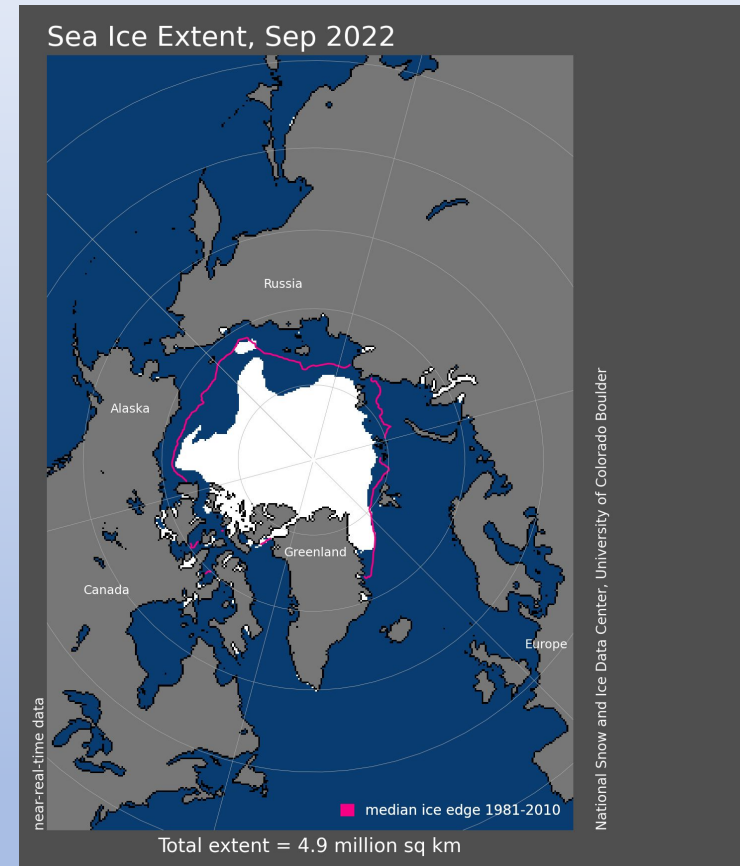 Sea Ice Extent, Sep 2022
Russia
Alaska
Greenland
Canada
Europe
near-real-time data
National Snow and Ice Data Center, University of Colorado Boulder
median ice edge 1981-2010
Total extent = 4.9 million sq km